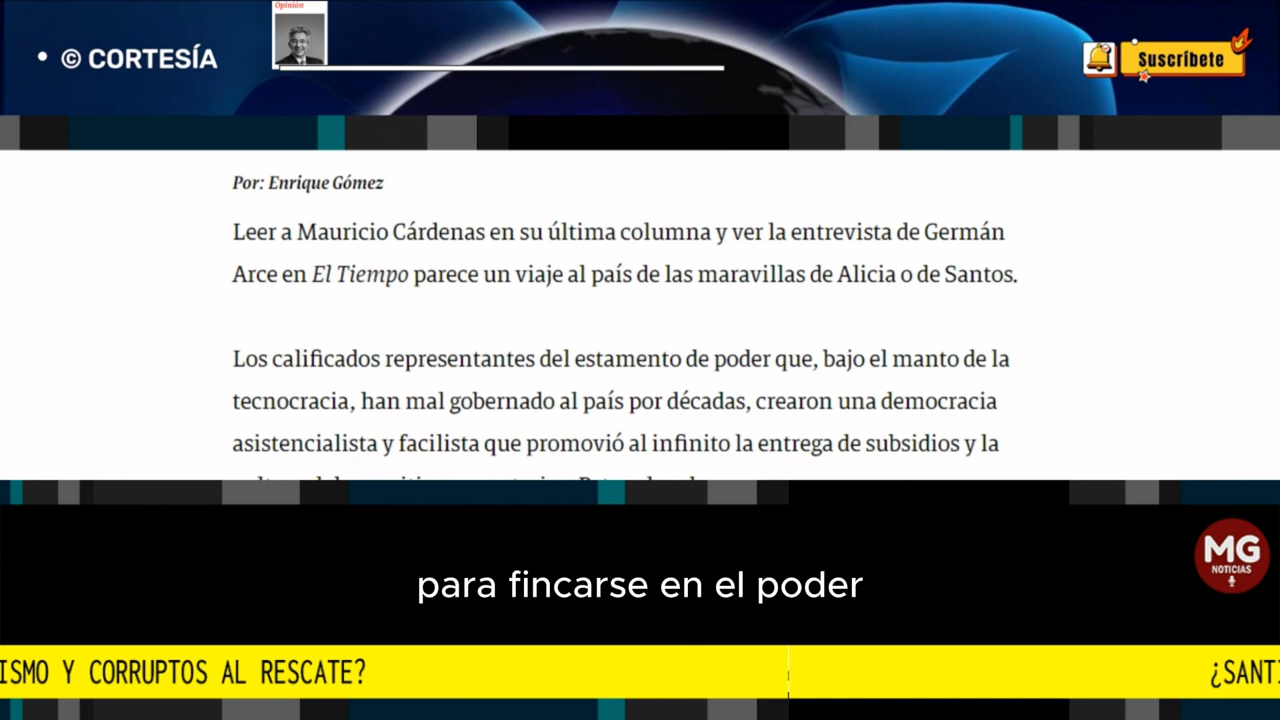 Opinión
• © CORTESÍA
Suscríbete
Por: Enrique Gómez
Leer a Mauricio Cárdenas en su última columna y ver la entrevista de Germán
Arce en El Tiempo parece un viaje al país de las maravillas de Alicia o de Santos.
Los calificados representantes del estamento de poder que, bajo el manto de la
tecnocracia, han mal gobernado al país por décadas, crearon una democracia
asistencialista y facilista que promovió al infinito la entrega de subsidios y la
MG
NOTICIAS
para fincarse en el poder
ISMO Y CORRUPTOS AL RESCATE?
¿SANTI